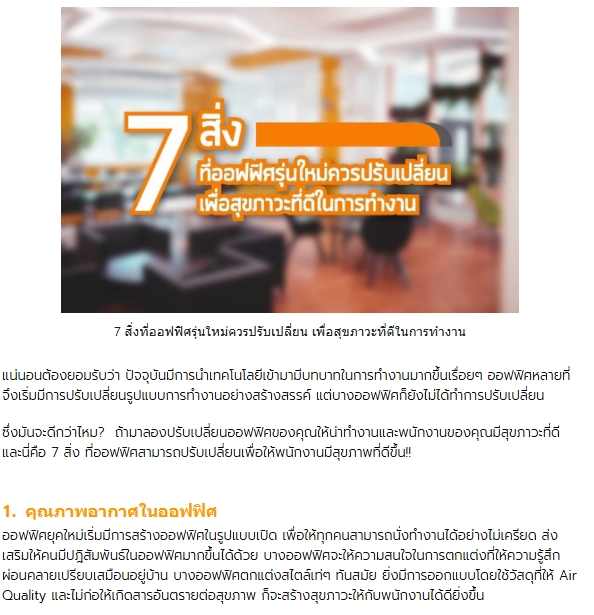 7 สิ่ง
ที่ออฟฟิศรุ่นใหม่ควรปรับเปลี่ยน
เพื่อสุขภาวะที่ดีในการทำงาน
7 สิ่งที่ออฟฟิศรุ่นใหม่ควรปรับเปลี่ยน เพื่อสุขภาวะที่ดีในการทำงาน
แน่นอนต้องยอมรับว่า ปัจจุบันมีการนำเทคโนโลยีเข้ามามีบทบาทในการทำงานมากขึ้นเรื่อยๆ ออฟฟิศหลายที่
จึงเริ่มมีการปรับเปลี่ยนรูปแบบการทำงานอย่างสร้างสรรค์ แต่บางออฟฟิศก็ยังไม่ได้ทำการปรับเปลี่ยน
ซึ่งมันจะดีกว่าไหม? ถ้ามาลองปรับเปลี่ยนออฟฟิศของคุณให้น่าทำงานและพนักงานของคุณมีสุขภาวะที่ดี
และนี่คือ 7 สิ่ง ที่ออฟฟิศสามารถปรับเปลี่ยนเพื่อให้พนักงานมีสุขภาพที่ดีขึ้น!!
1. คุณภาพอากาศในออฟฟิศ
ออฟฟิศยุคใหม่เริ่มมีการสร้างออฟฟิศในรูปแบบเปิด เพื่อให้ทุกคนสามารถนั่งทำงานได้อย่างไม่เครียด ส่ง
เสริมให้คนมีปฎิสัมพันธ์ในออฟฟิศมากขึ้นได้ด้วย บางออฟฟิศจะให้ความสนใจในการตกแต่งที่ให้ความรู้สึก
ผ่อนคลายเปรียบเสมือนอยู่บ้าน บางออฟฟิศตกแต่งสไตล์เท่ๆ ทันสมัย ยิ่งมีการออกแบบโดยใช้วัสดุที่ให้ Air
Quality และไม่ก่อให้เกิดสารอันตรายต่อสุขภาพ ก็จะสร้างสุขภาวะให้กับพนักงานได้ดียิ่งขึ้น